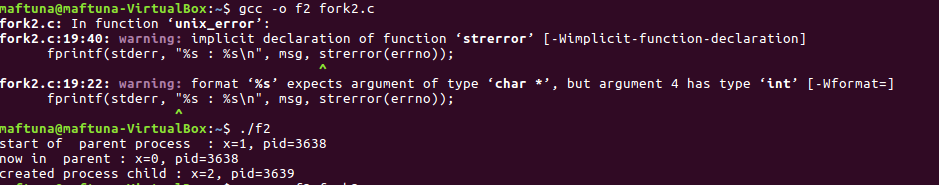 maftuna@maftuna-VirtualBox:~$ gcc -o f2 fork2.c
fork2.c: In function ‘unix_error’:
fork2.c:19:40: warning: implicit declaration of function ‘strerror’ [-Wimplicit-function-declaration]
fprintf(stderr, "%s : %s\n", msg, strerror(errno));
^
fork2.c:19:22: warning: format ‘%s’ expects argument of type ‘char *’, but argument 4 has type ‘int’ [-Wformat=]
fprintf(stderr, "%s : %s\n", msg, strerror(errno));
^
maftuna@maftuna-VirtualBox:~$ ./f2
start of  parent process  : x=1, pid=3638
now in  parent : x=0, pid=3638
created process child : x=2, pid=3639